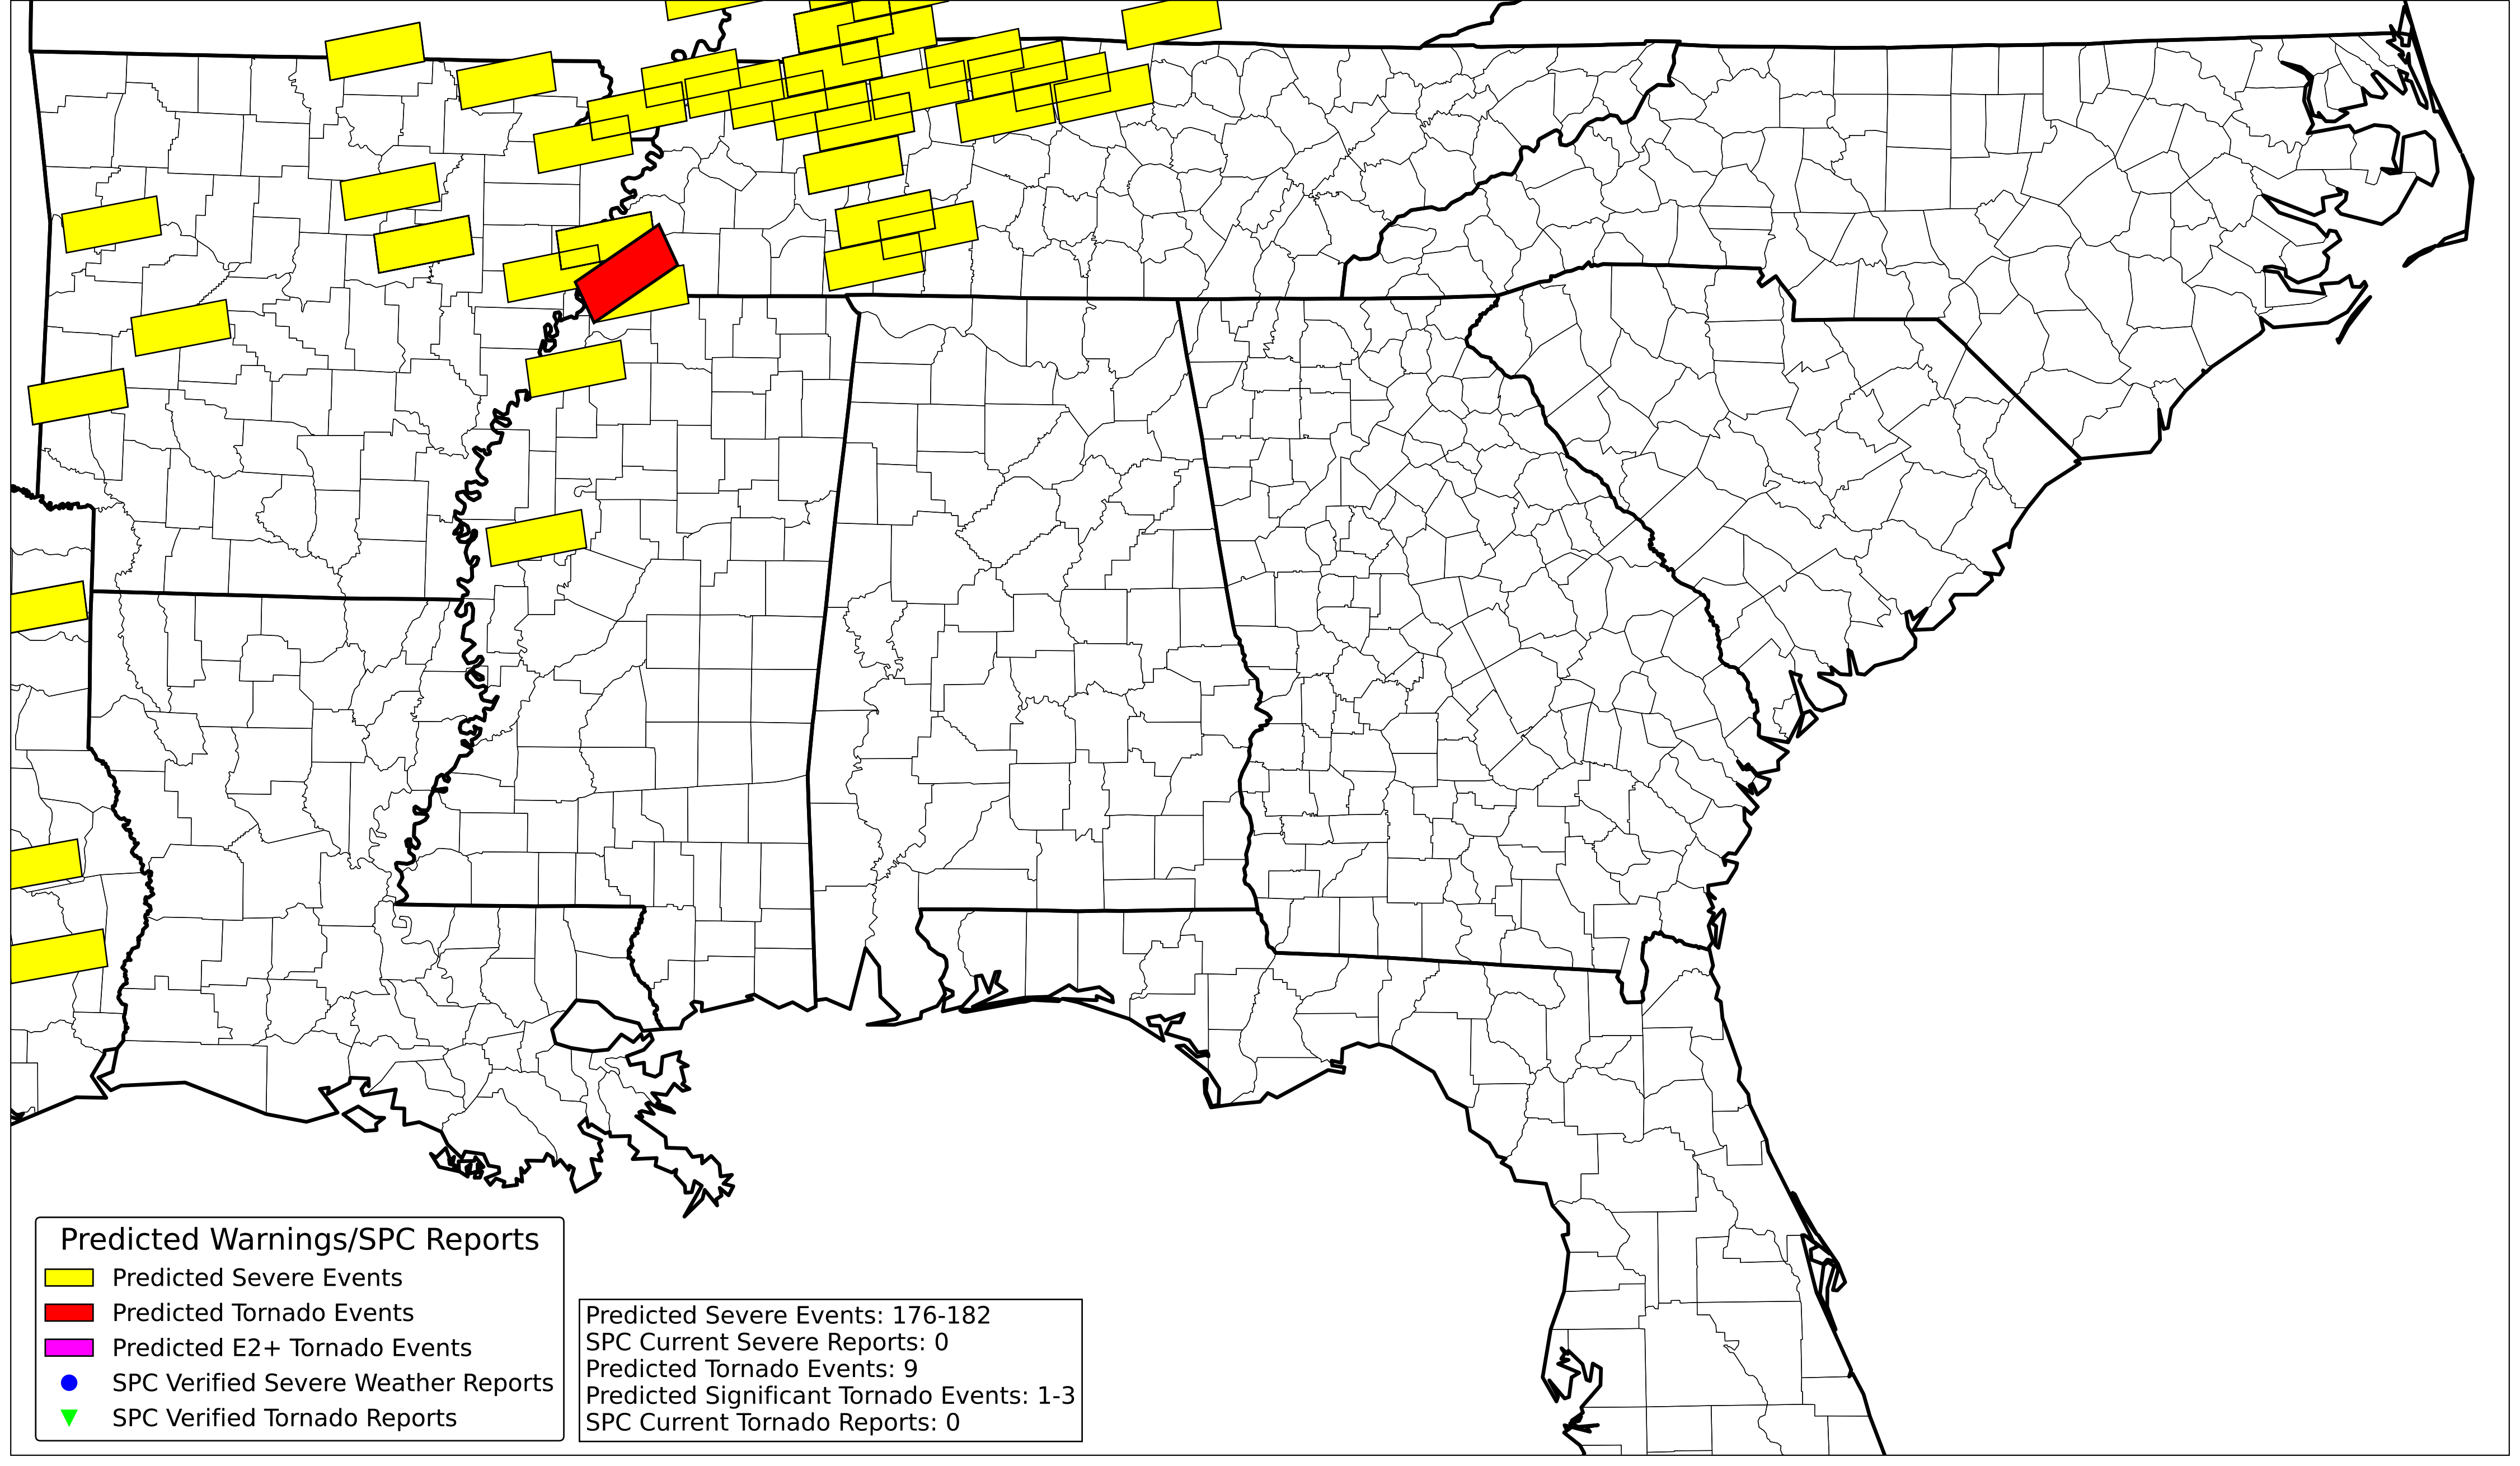 Predicted Warnings/SPC Reports
Predicted Severe Events
Predicted Tornado Events
Predicted E2+ Tornado Events
SPC Verified Severe Weather Reports
SPC Verified Tornado Reports
Predicted Severe Events: 176-182
SPC Current Severe Reports: 0
Predicted Tornado Events: 9
Predicted Significant Tornado Events: 1-3
SPC Current Tornado Reports: 0